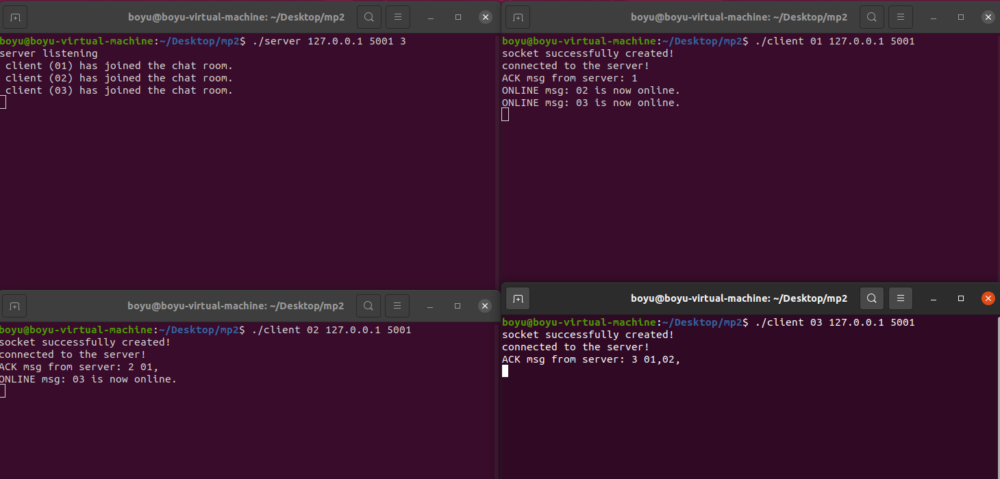 boyu@boyu-virtual-machine: ~/Desktop/mp2
boyu@boyu-virtual-machine:~/Desktop/mp2$ ./server 127.0.0.1 5001 3
server listening
 client (01) has joined the chat room.
 client (02) has joined the chat room.
 client (03) has joined the chat room.
boyu@boyu-virtual-machine: ~/Desktop/mp2
boyu@boyu-virtual-machine:~/Desktop/mp2$ ./client 01 127.0.0.1 5001
socket successfully created!
connected to the server!
ACK msg from server: 1
ONLINE msg: 02 is now online.
ONLINE msg: 03 is now online.
boyu@boyu-virtual-machine: ~/Desktop/mp2
boyu@boyu-virtual-machine:~/Desktop/mp2$ ./client 02 127.0.0.1 5001
socket successfully created!
connected to the server!
ACK msg from server: 2 01,
ONLINE msg: 03 is now online.
boyu@boyu-virtual-machine: ~/Desktop/mp2
boyu@boyu-virtual-machine:~/Desktop/mp2$ ./client 03 127.0.0.1 5001
socket successfully created!
connected to the server!
ACK msg from server: 3 01,02,